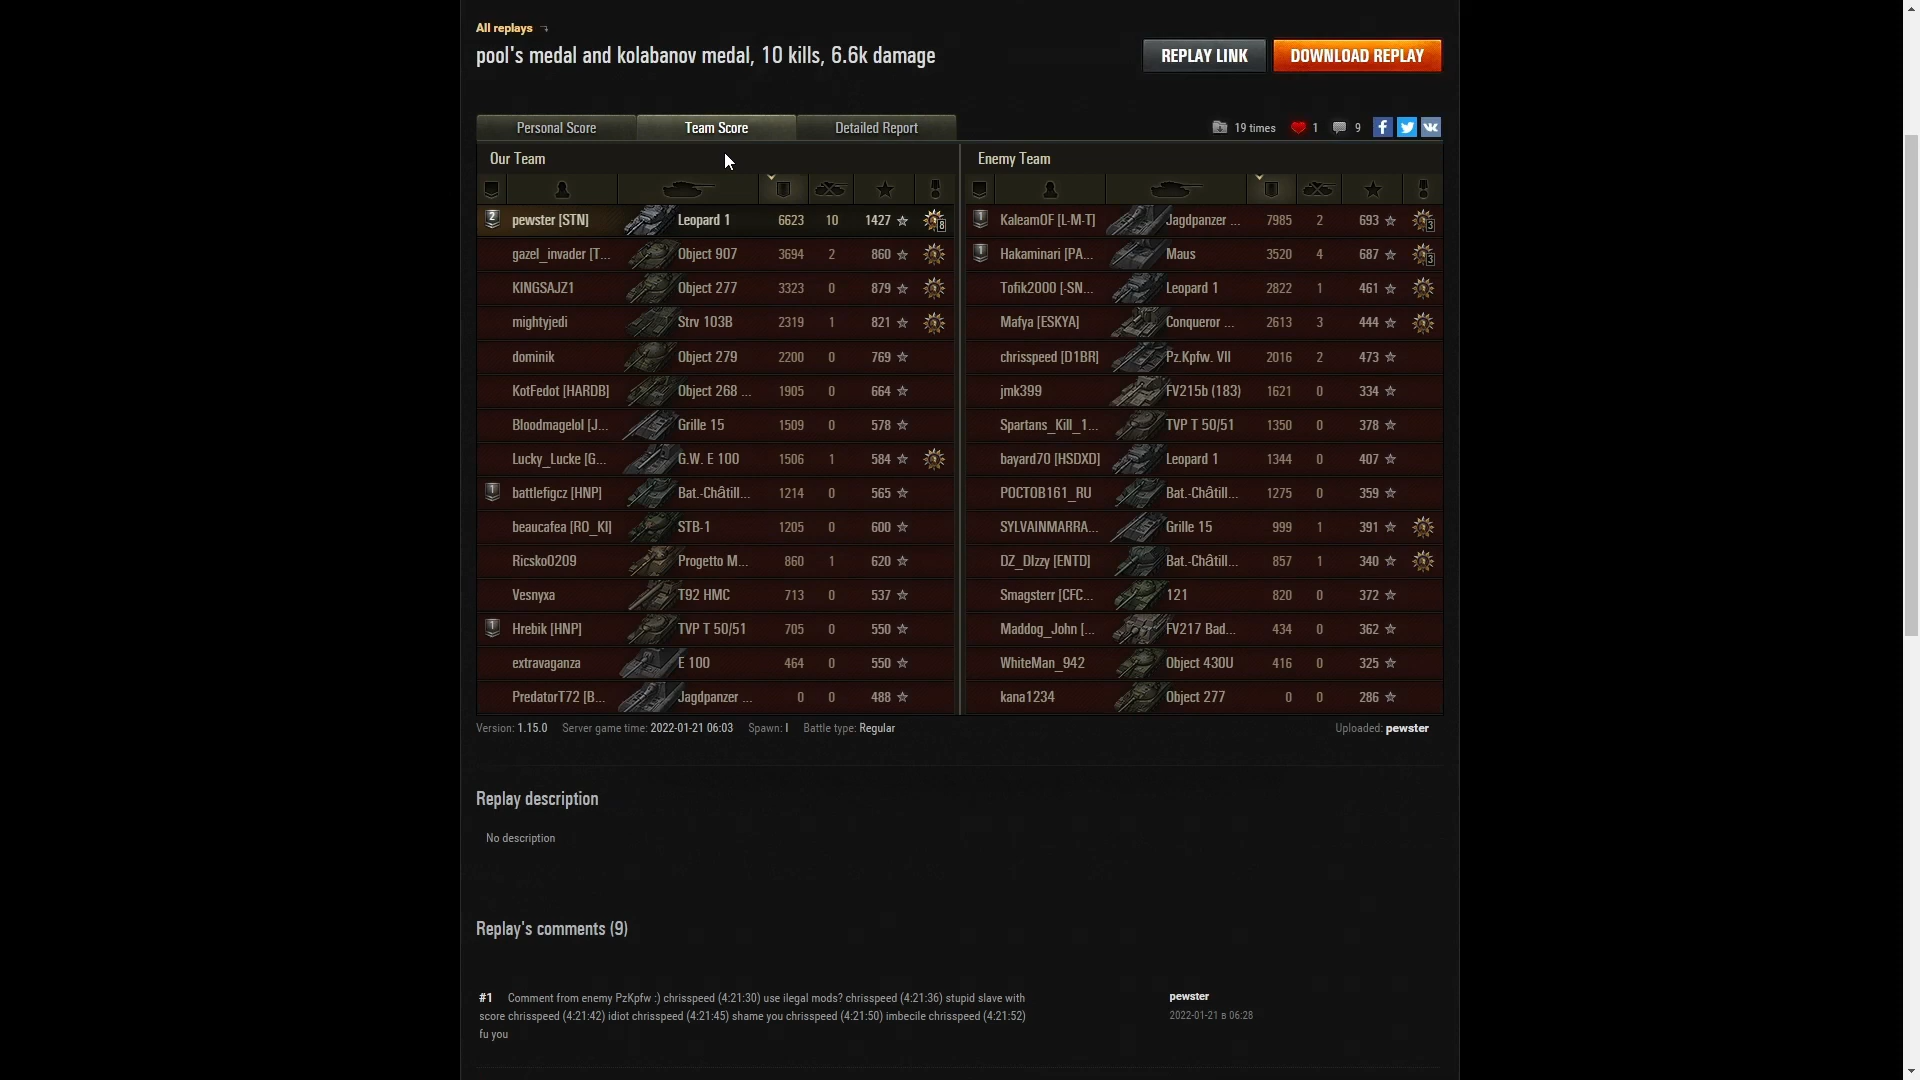 All replays
pool's medal and kolabanov medal, 10 kills, 6.6k damage
REPLAY LINK
DOWNLOAD REPLAY
Personal Score Team Score Detailed Report
19 times 1 9
Our Team
2 pewster [STN] Leopard 1 6623 10 1427 8
gazel_invader [T... Object 907 3694 2 860
KINGSAJZ1 Object 277 3323 0 879
mightyjedi Strv 103B 2319 1 821
dominik Object 279 2200 0 769
KotFedot [HARDB] Object 268 ... 1905 0 664
Bloodmagelol [J... Grille 15 1509 0 578
Lucky_Lucke [G... G.W. E 100 1506 1 584
1 battlefigcz [HNP] Bat.-Châtill... 1214 0 565
beaucafea [RO_KI] STB-1 1205 0 600
Ricsko0209 Progetto M... 860 1 620
Vesnyxa T92 HMC 713 0 537
1 Hrebik [HNP] TVP T 50/51 705 0 550
extravaganza E 100 464 0 550
PredatorT72 [B... Jagdpanzer ... 0 0 488
Enemy Team
1 KaleamOF [L-M-T] Jagdpanzer ... 7985 2 693 3
1 Hakaminari [PA... Maus 3520 4 687 3
Tofik2000 [-SN... Leopard 1 2822 1 461
Mafya [ESKYA] Conqueror ... 2613 3 444
chrisspeed [D1BR] Pz.Kpfw. VII 2016 2 473
jmk399 FV215b (183) 1621 0 334
Spartans_Kill_1... TVP T 50/51 1350 0 378
bayard70 [HSDXD] Leopard 1 1344 0 407
POCTOB161_RU Bat.-Châtill... 1275 0 359
SYLVAINMARRA... Grille 15 999 1 391
DZ_DIzzy [ENTD] Bat.-Châtill... 857 1 340
Smagsterr [CFC... 121 820 0 372
Maddog_John [... FV217 Bad... 434 0 362
WhiteMan_942 Object 430U 416 0 325
kana1234 Object 277 0 0 286
Version: 1.15.0 Server game time: 2022-01-21 06:03 Spawn: I Battle type: Regular Uploaded: pewster
Replay description
No description
Replay's comments (9)
#1 Comment from enemy PzKpfw :) chrisspeed (4:21:30) use ilegal mods? chrisspeed (4:21:36) stupid slave with
score chrisspeed (4:21:42) idiot chrisspeed (4:21:45) shame you chrisspeed (4:21:50) imbecile chrisspeed (4:21:52)
fu you
pewster
2022-01-21 в 06:28